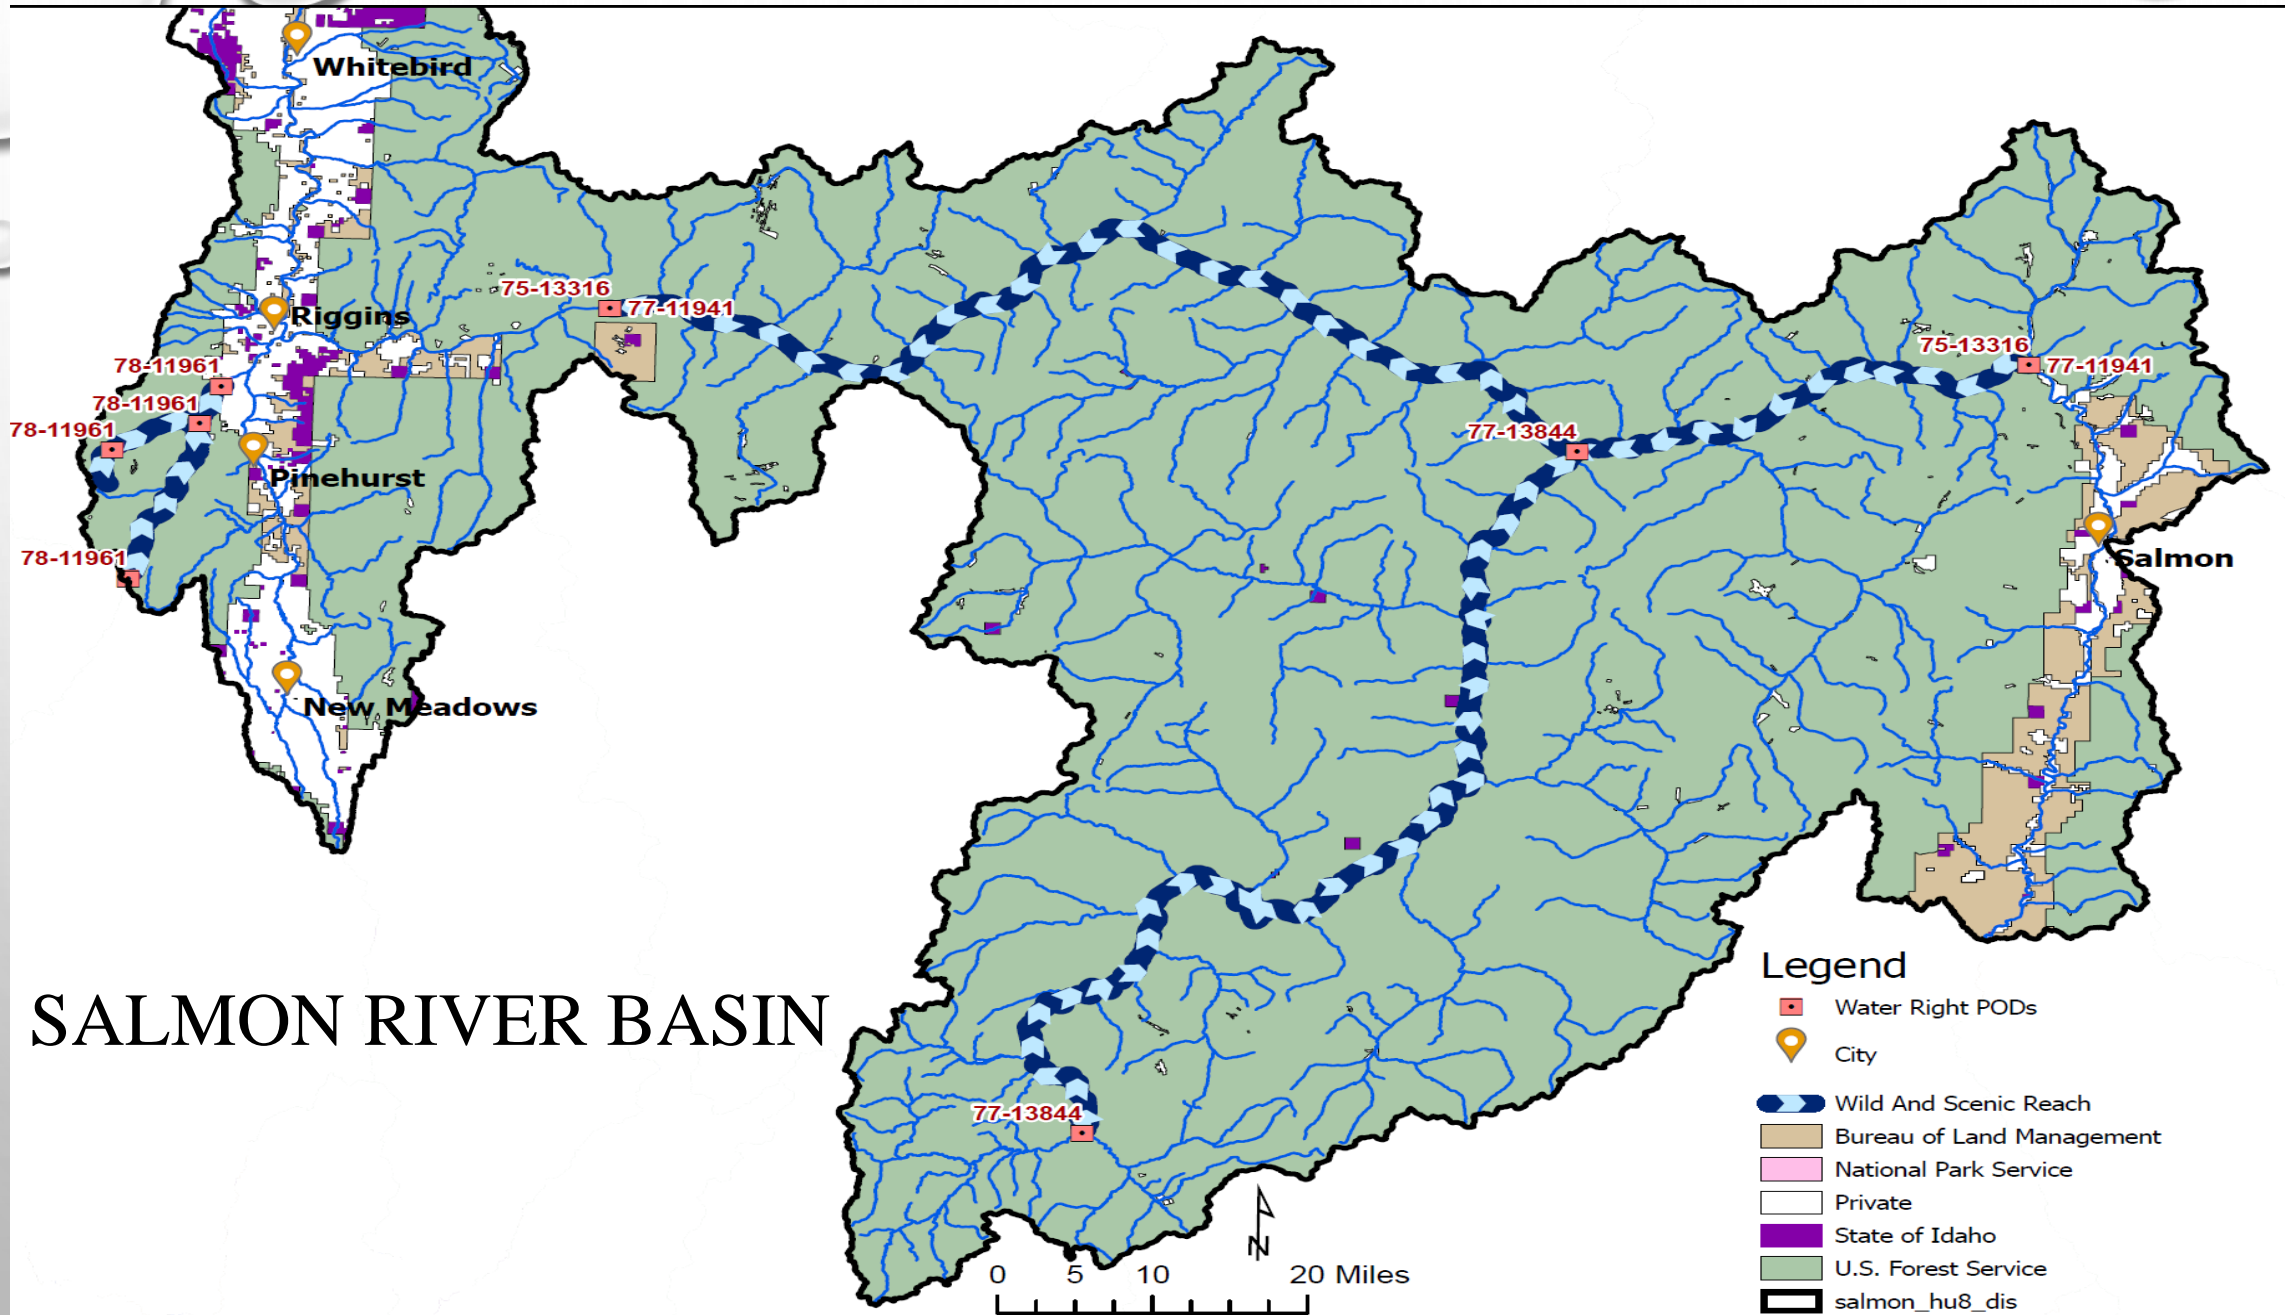 Whitebird
75-13316
77-11941
Riggins
75-13316
77-11941
78-11961
78-11961
78-11961
77-13844
Pinehurst
78-11961
Salmon
New Meadows
SALMON RIVER BASIN
77-13844
Legend
Water Right PODs
City
Wild And Scenic Reach
Bureau of Land Management
National Park Service
Private
State of Idaho
U.S. Forest Service
salmon_hu8_dis
N
0 5 10 20 Miles